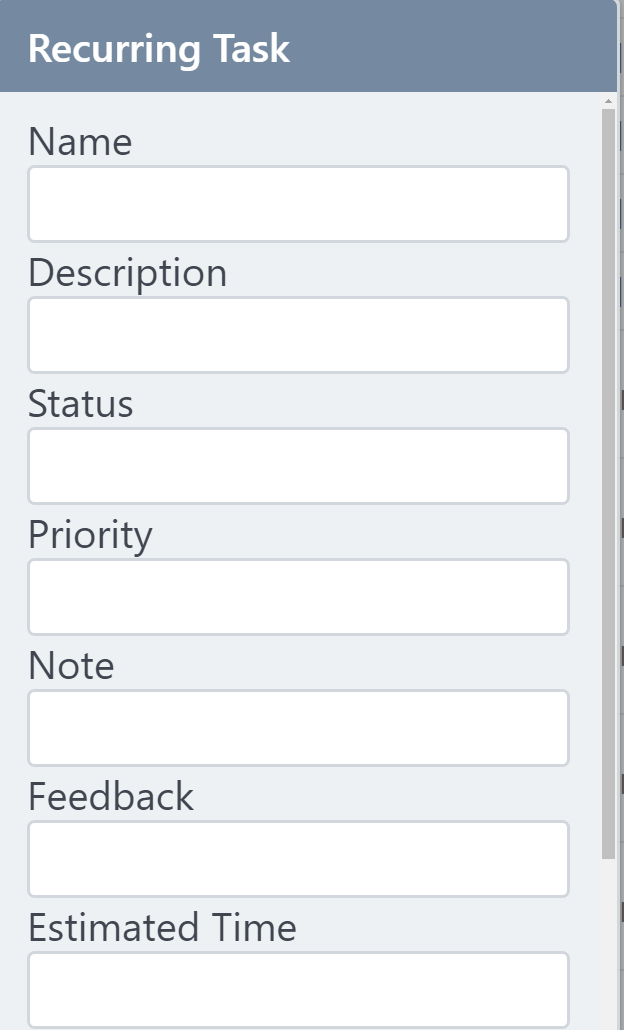 Recurring Task
Name
Description
Status
Priority
Note
Feedback
Estimated Time